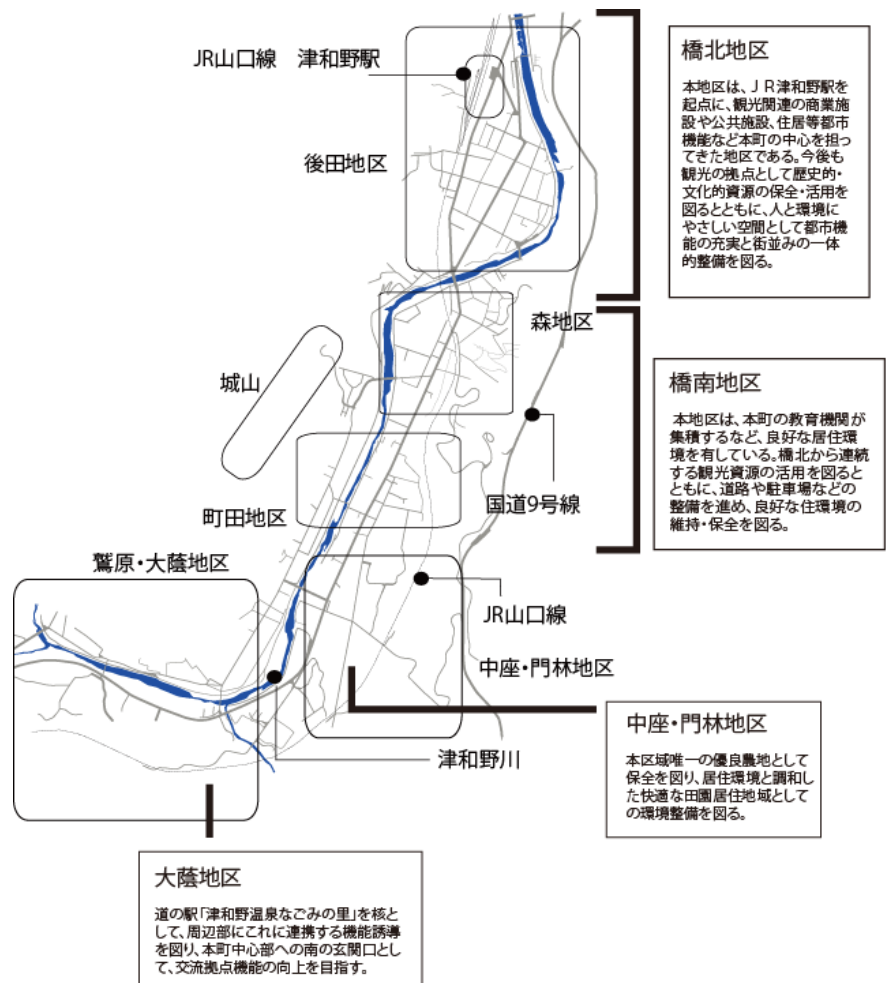 JR山口線　津和野駅
後田地区
橋北地区
本地区は、ＪＲ津和野駅を
起点に、観光関連の商業施
設や公共施設、住居等都市
機能など本町の中心を担っ
てきた地区である。今後も
観光の拠点として歴史的・
文化的資源の保全・活用を
図るとともに、人と環境に
やさしい空間として都市機
能の充実と街並みの一体
的整備を図る。
森地区
城山
橋南地区
本地区は、本町の教育機関が
集積するなど、良好な居住環
境を有している。橋北から連続
する観光資源の活用を図ると
ともに、道路や駐車場などの
整備を進め、良好な住環境の
維持・保全を図る。
町田地区
国道9号線
鷲原・大蔭地区
JR山口線
中座・門林地区
津和野川
中座・門林地区
本区域唯一の優良農地として
保全を図り、居住環境と調和し
た快適な田園居住地域として
の環境整備を図る。
大蔭地区
道の駅「津和野温泉なごみの里」を核と
して、周辺部にこれに連携する機能誘導
を図り、本町中心部への南の玄関口とし
て、交流拠点機能の向上を目指す。